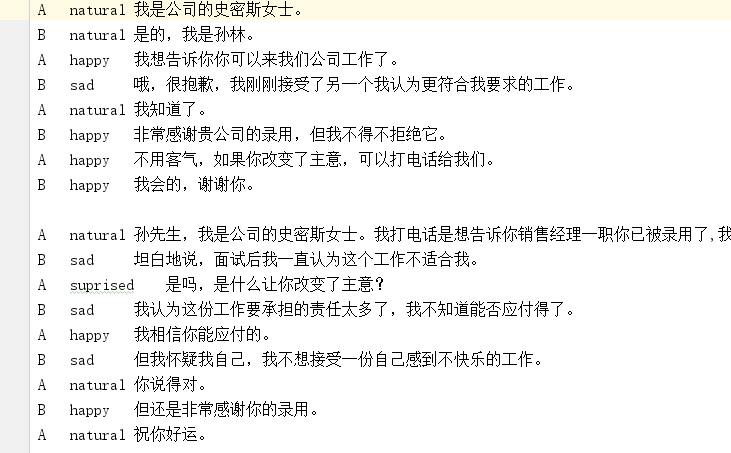 A natural 我是公司的史密斯女士。
B natural 是的，我是孙林。
A happy 我想告诉你你可以来我们公司工作了。
B sad 哦，很抱歉，我刚刚接受了另一个我认为更符合我要求的工作。
A natural 我知道了。
B happy 非常感谢贵公司的录用，但我不得不拒绝它。
A happy 不用客气，如果你改变了主意，可以打电话给我们。
B happy 我会的，谢谢你。
A natural 孙先生，我是公司的史密斯女士。我打电话是想告诉你销售经理一职你已被录用了,我
B sad 坦白地说，面试后我一直认为这个工作不适合我。
A suprised 是吗，是什么让你改变了主意？
B sad 我认为这份工作要承担的责任太多了，我不知道能否应付得了。
A happy 我相信你能应付的。
B sad 但我怀疑我自己，我不想接受一份自己感到不快乐的工作。
A natural 你说得对。
B happy 但还是非常感谢你的录用。
A natural 祝你好运。